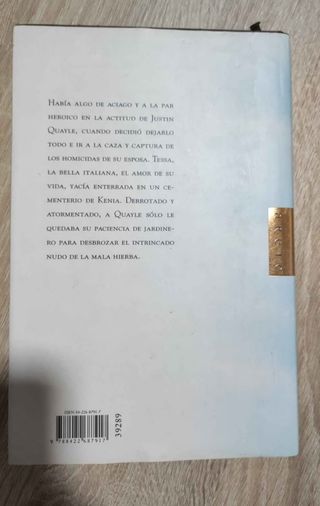 Había algo de aciago y a la par
heroico en la actitud de Justin
Quayle, cuando decidió dejarlo
todo e ir a la caza y captura de
los homicidas de su esposa. Tessa,
la bella italiana, el amor de su
vida, yacía enterrada en un ce-
menterio de Kenia. Derrotado y
atormentado, a Quayle sólo le
quedaba su paciencia de jardine-
ro para desbrozar el intrincado
nudo de la mala hierba.
39289
9 788422 687917